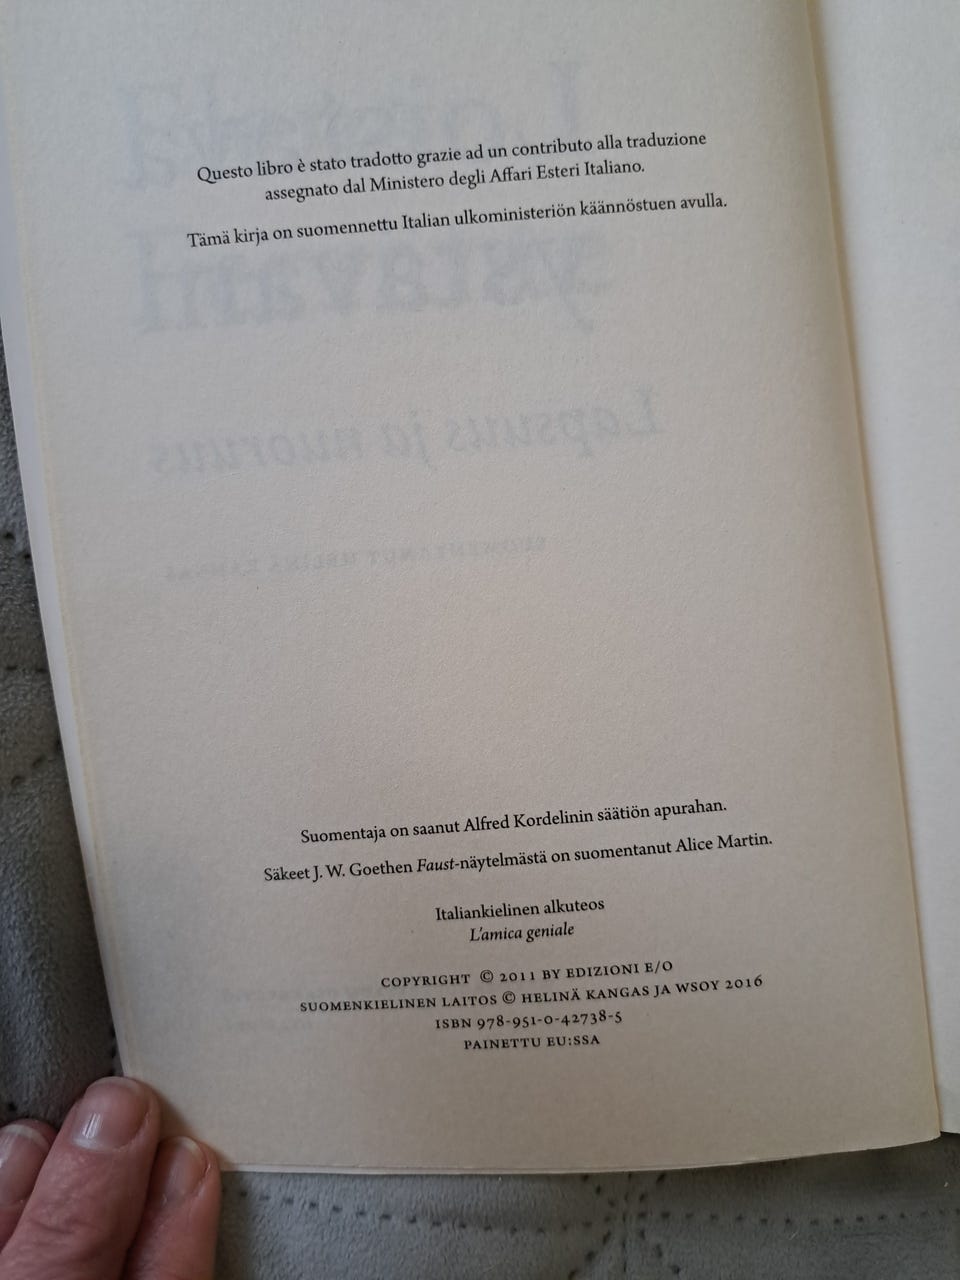 Questo libro è stato tradotto grazie ad un contributo alla traduzione
assegnato dal Ministero degli Affari Esteri Italiano.
Tämä kirja on suomennettu Italian ulkoministeriön käännöstuen avulla.
Lapsuus ja nuoruus
Suomentaja on saanut Alfred Kordelinin säätiön apurahan.
Säkeet J. W. Goethen Faust-näytelmästä on suomentanut Alice Martin.
Italiankielinen alkuteos
L'amica geniale
COPYRIGHT © 2011 BY EDIZIONI E/O
SUOMENKIELINEN LAITOS © HELINÄ KANGAS JA WSOY 2016
ISBN 978-951-0-42738-5
PAINETTU EU:SSA